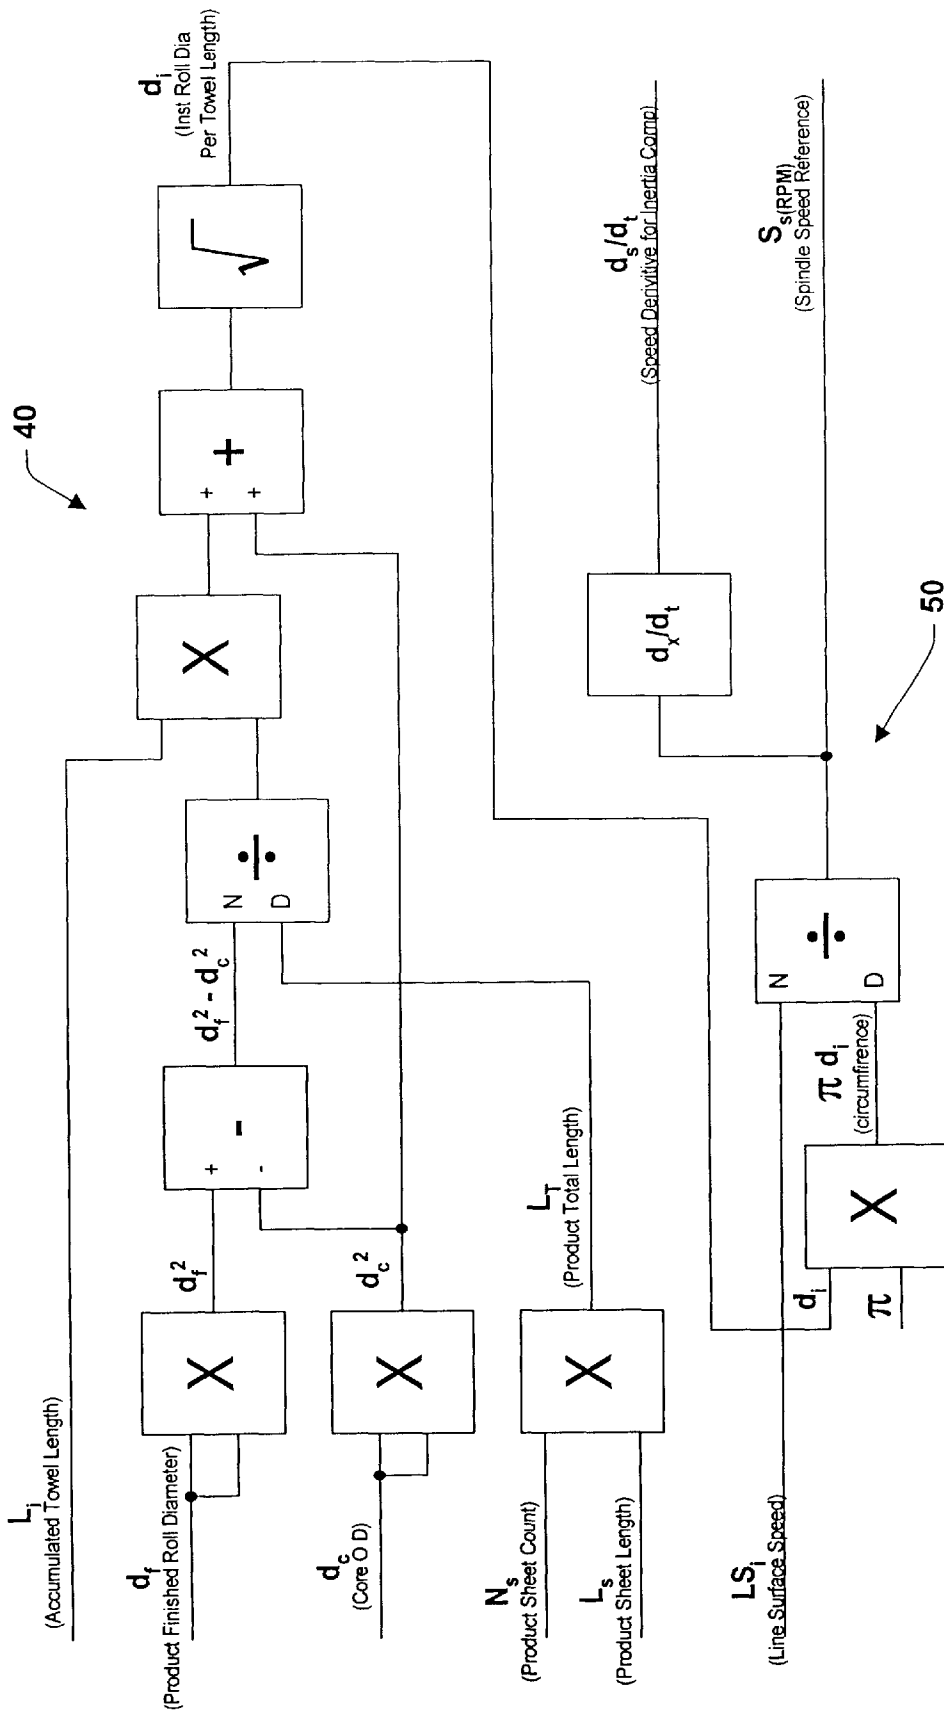 L_i
(Accumulated Towel Length)
d_f
(Product Finished Roll Diameter)
X
d_f^2
+
-
-
d_f^2 - d_c^2
N
D
÷
X
40
+
+
+
√
d_i
(Inst Roll Dia
Per Towel Length)
d_c
(Core O D)
X
d_c^2
N_s
(Product Sheet Count)
L_s
(Product Sheet Length)
X
L_T
(Product Total Length)
d_x/d_t
d_s/d_t
(Speed Derivitive for Inertia Comp)
LS_i
(Line Surface Speed)
d_i
π
X
π d_i
(circumfirence)
N
D
÷
50
S_s(RPM)
(Spindle Speed Reference)